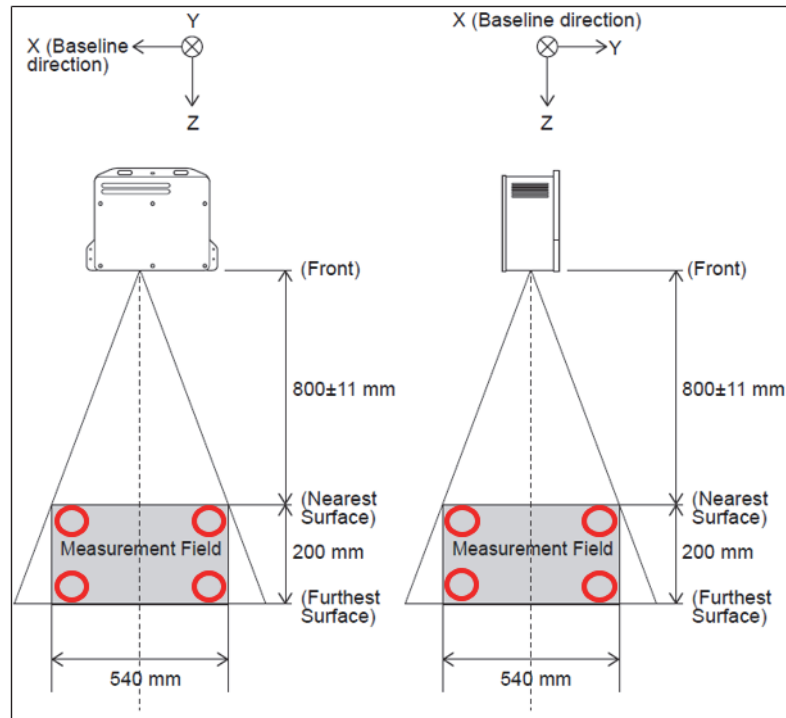 Y
X (Baseline
direction)
Z
(Front)
800±11 mm
(Nearest
Surface)
Measurement Field
200 mm
(Furthest
Surface)
540 mm
X (Baseline direction)
Y
Z
(Front)
800±11 mm
(Nearest
Surface)
Measurement Field
200 mm
(Furthest
Surface)
540 mm